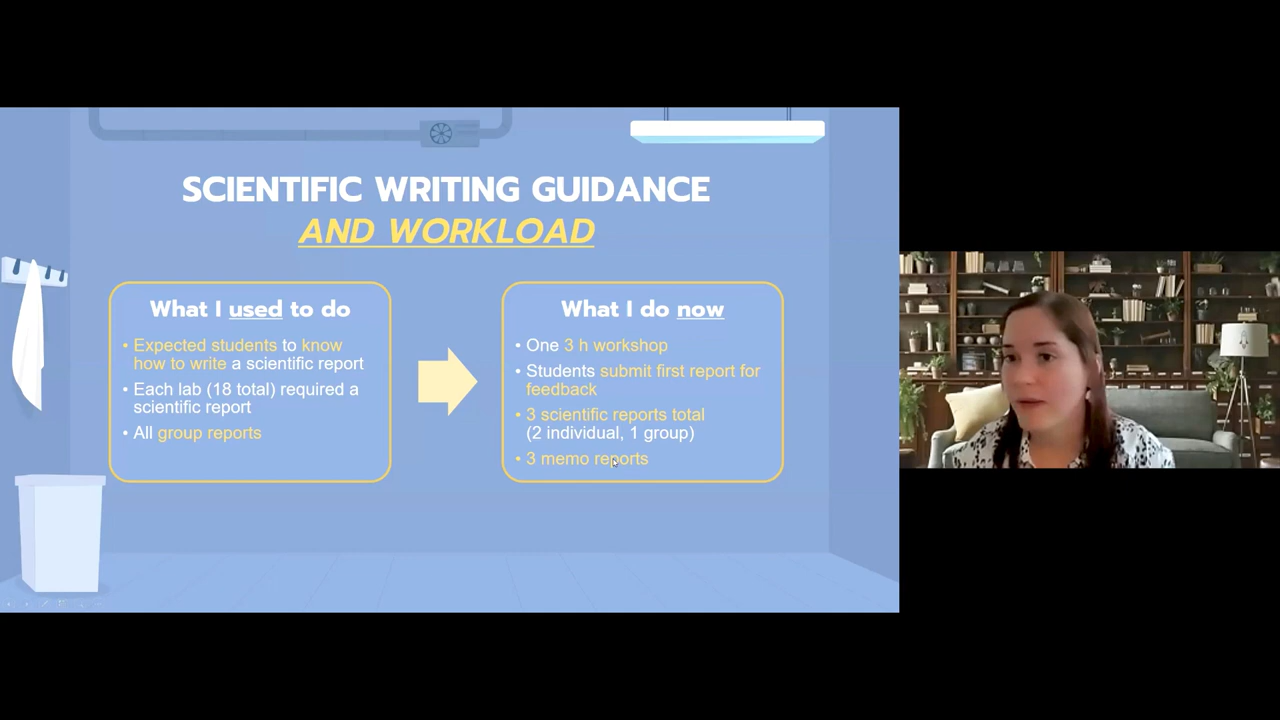 SCIENTIFIC WRITING GUIDANCE
AND WORKLOAD
What I used to do
• Expected students to know
how to write a scientific report
• Each lab (18 total) required a
scientific report
• All group reports
What I do now
• One 3 h workshop
• Students submit first report for
feedback
• 3 scientific reports total
(2 individual, 1 group)
• 3 memo reports